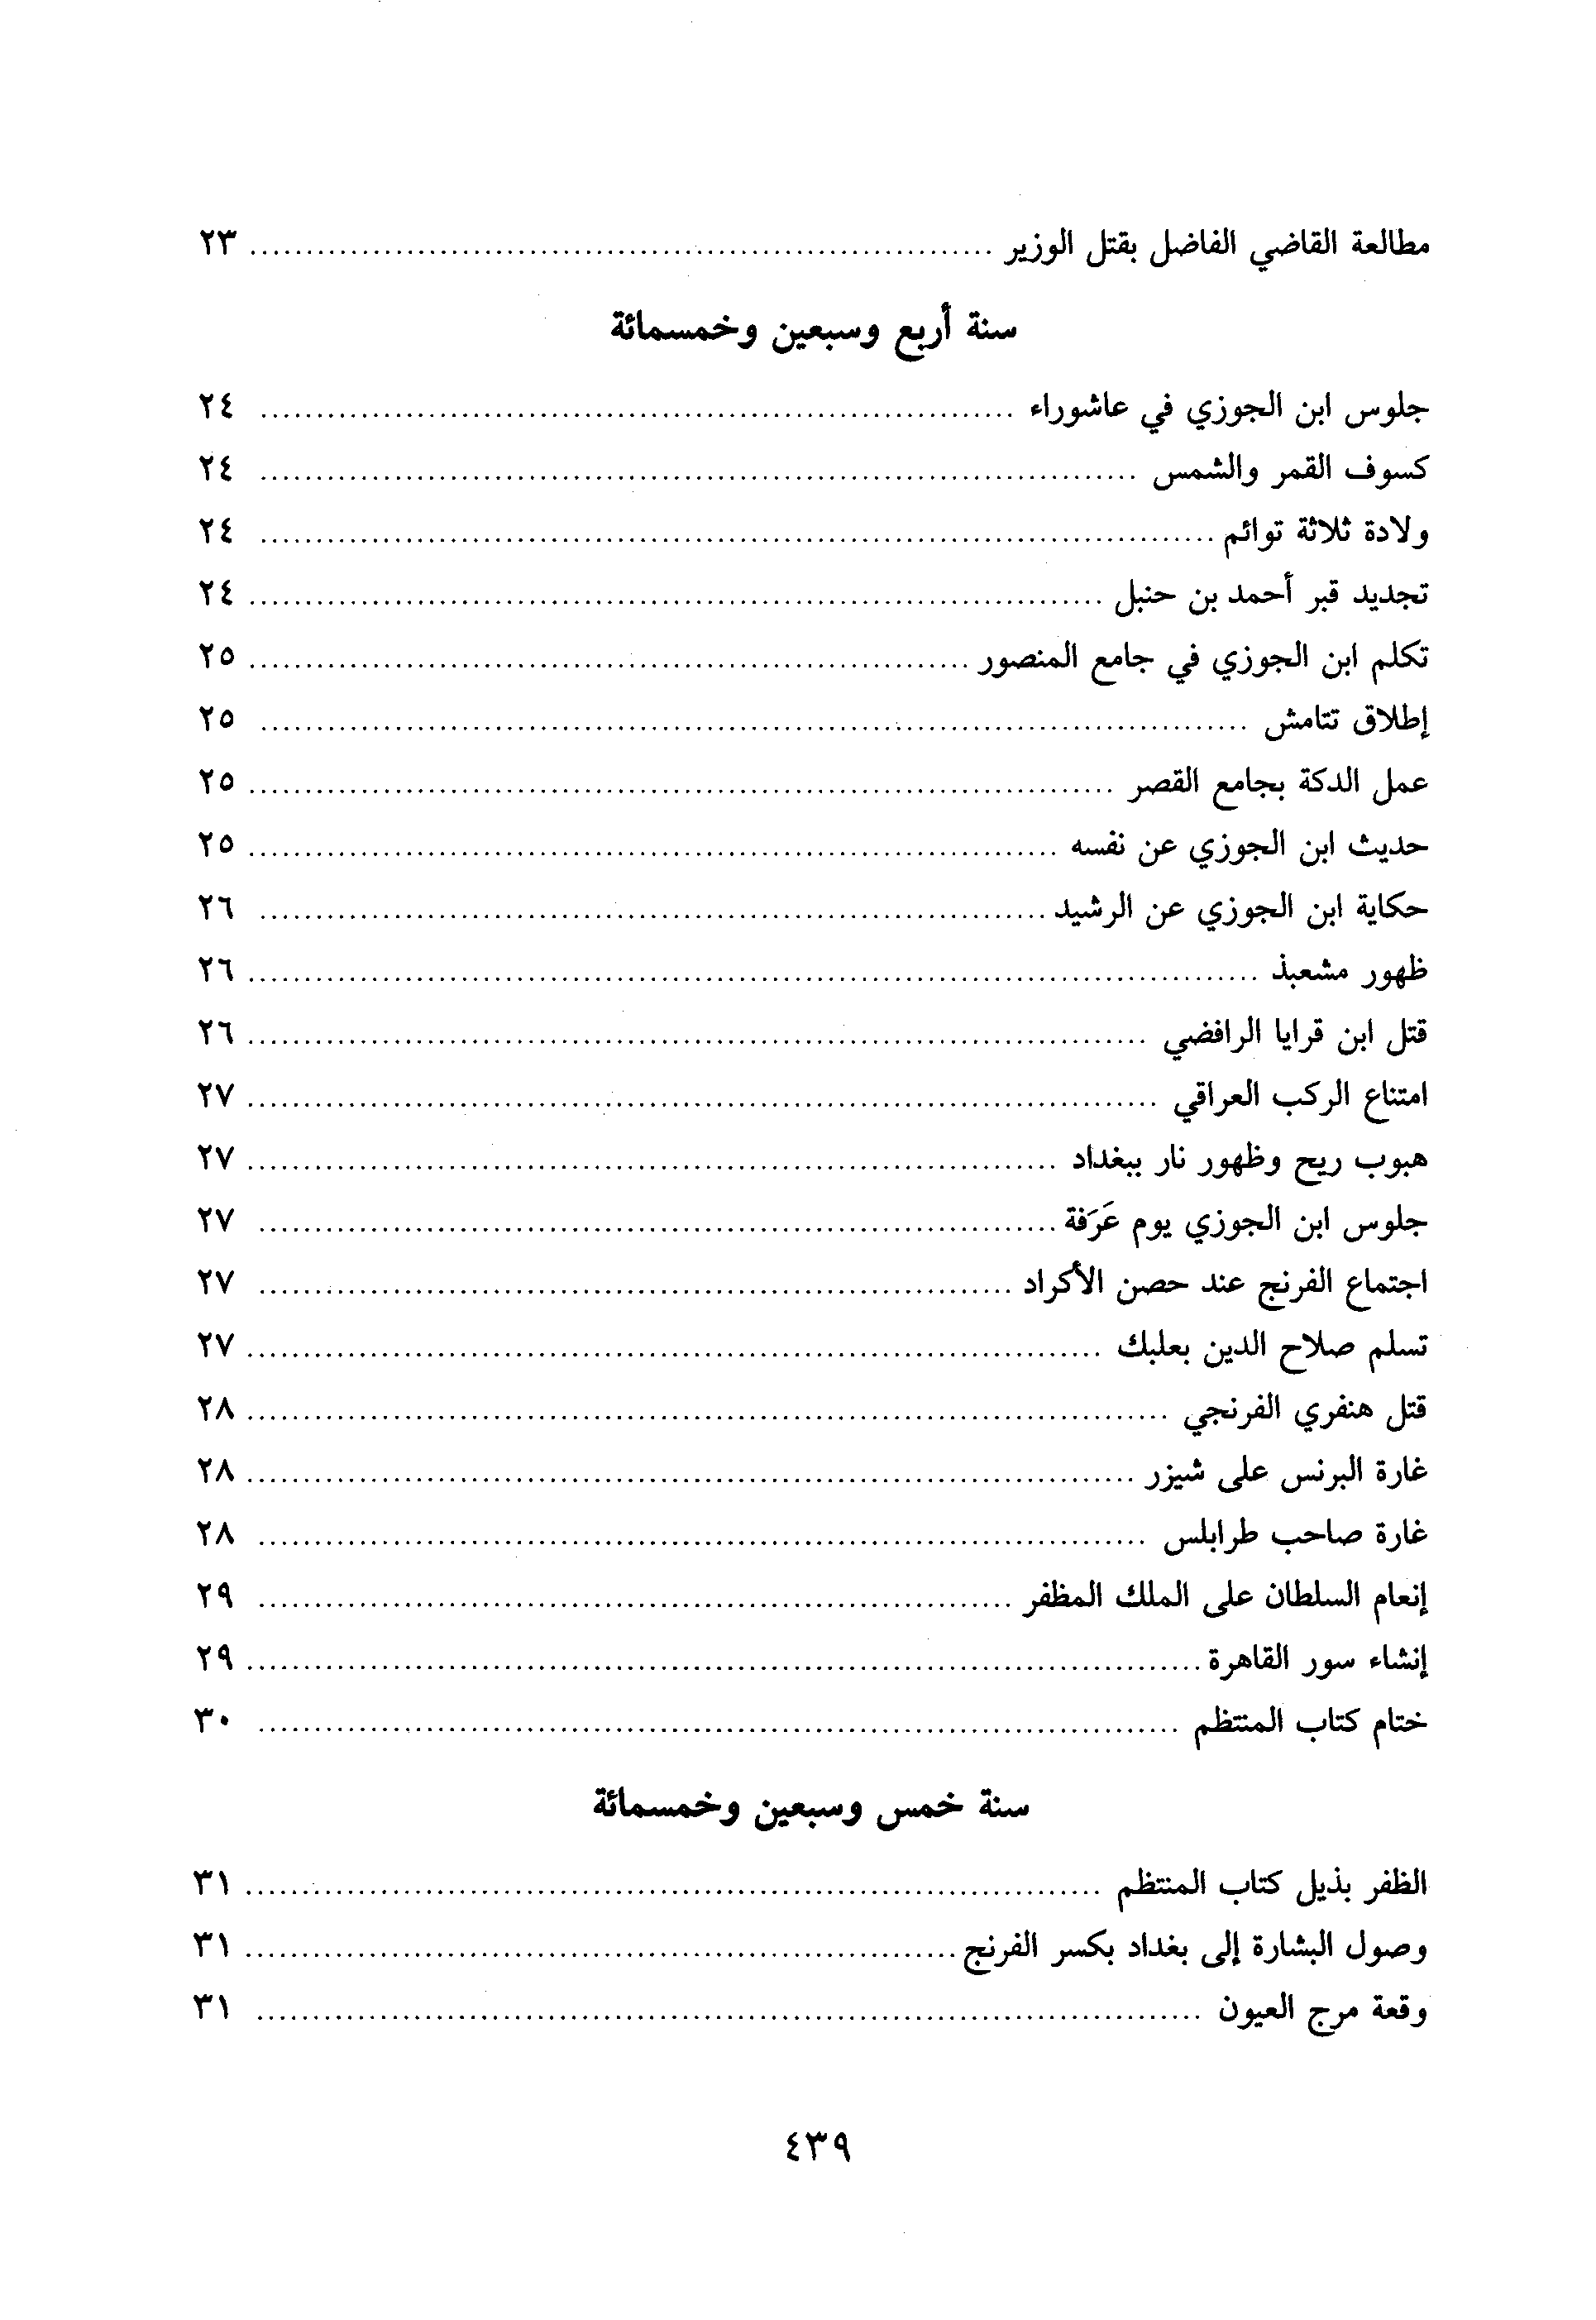 مطالعة القاضي الفاضل بقتل الوزير ........ ٢٣
سنة أربع وسبعين وخمسمائة
جلوس ابن الجوزي في عاشوراء ........ ٢٤
كسوف القمر والشمس ........ ٢٤
ولادة ثلاثة توائم ........ ٢٤
تجديد قبر أحمد بن حنبل ........ ٢٤
تكلم ابن الجوزي في جامع المنصور ........ ٢٥
إطلاق تتامش ........ ٢٥
عمل الدكة بجامع القصر ........ ٢٥
حديث ابن الجوزي عن نفسه ........ ٢٥
حكاية ابن الجوزي عن الرشيد ........ ٢٦
ظهور مشعبذ ........ ٢٦
قتل ابن قرايا الرافضي ........ ٢٦
امتناع الركب العراقي ........ ٢٧
هبوب ريح وظهور نار ببغداد ........ ٢٧
جلوس ابن الجوزي يوم عَرَفة ........ ٢٧
اجتماع الفرنج عند حصن الأكراد ........ ٢٧
تسلم صلاح الدين بعلبك ........ ٢٧
قتل هنفري الفرنجي ........ ٢٨
غارة البرنس على شيزر ........ ٢٨
غارة صاحب طرابلس ........ ٢٨
إنعام السلطان على الملك المظفر ........ ٢٩
إنشاء سور القاهرة ........ ٢٩
ختام كتاب المنتظم ........ ٣٠
سنة خمس وسبعين وخمسمائة
الظفر بذيل كتاب المنتظم ........ ٣١
وصول البشارة إلى بغداد بكسر الفرنج ........ ٣١
وقعة مرج العيون ........ ٣١
٤٣٩